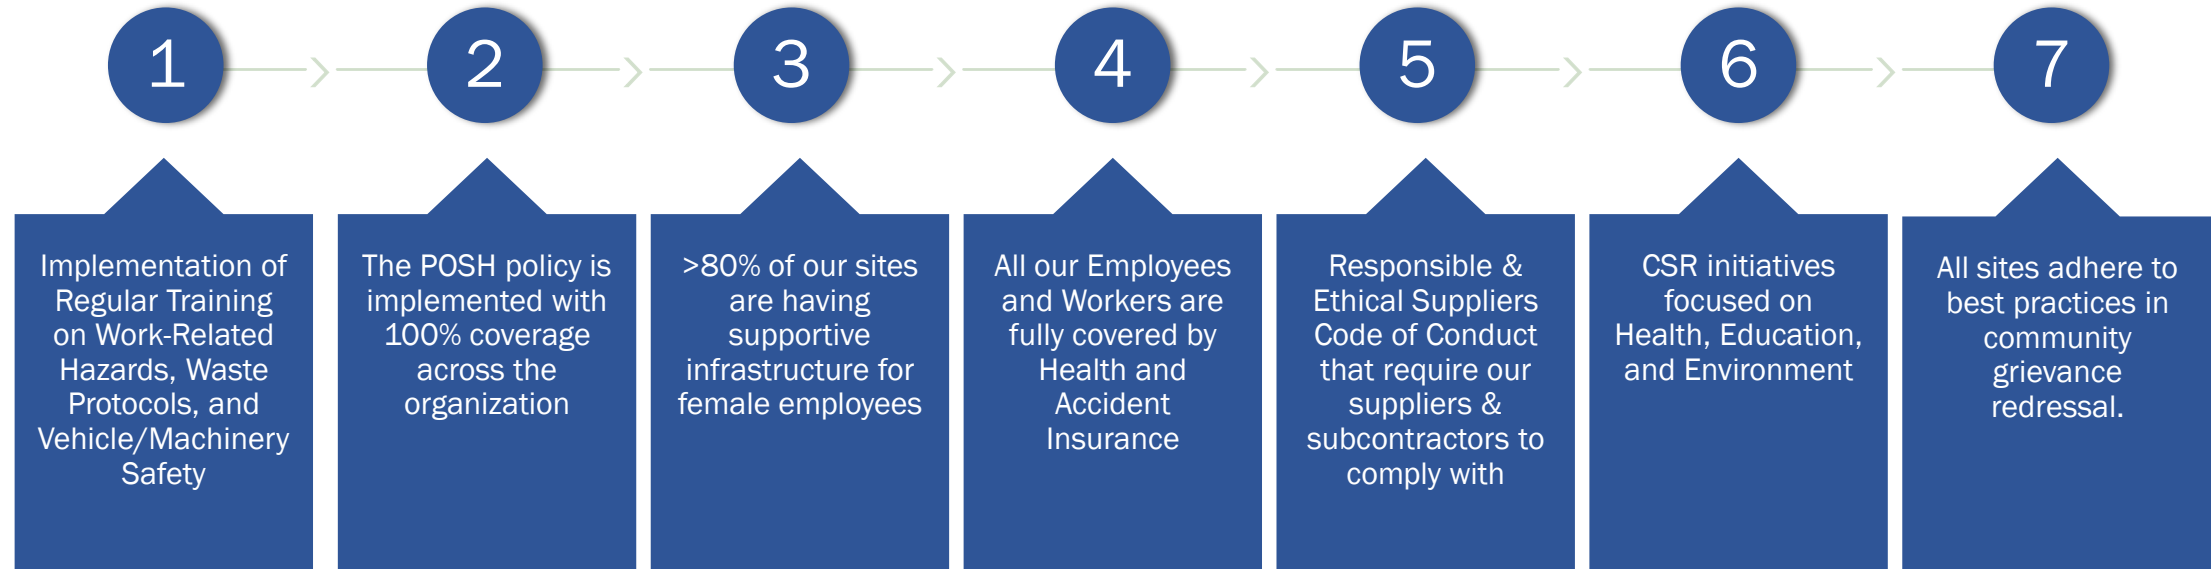 1
2
3
4
5
6
7
Implementation of
Regular Training
on Work-Related
Hazards, Waste
Protocols, and
Vehicle/Machinery
Safety
The POSH policy is
implemented with
100% coverage
across the
organization
>80% of our sites
are having
supportive
infrastructure for
female employees
All our Employees
and Workers are
fully covered by
Health and
Accident
Insurance
Responsible &
Ethical Suppliers
Code of Conduct
that require our
suppliers &
subcontractors to
comply with
CSR initiatives
focused on
Health, Education,
and Environment
All sites adhere to
best practices in
community
grievance
redressal.